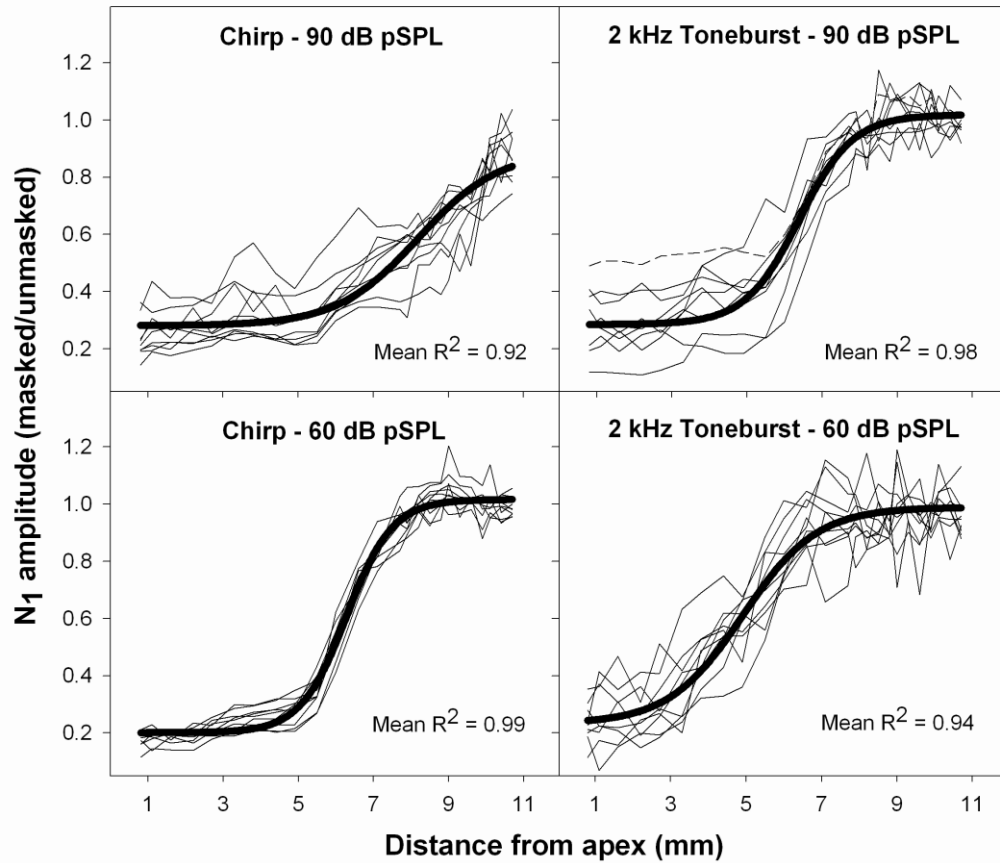 Chirp - 90 dB pSPL
2 kHz Toneburst - 90 dB pSPL
1.2
1.0
0.8
0.6
0.4
0.2
Mean R² = 0.92
Mean R² = 0.98
Chirp - 60 dB pSPL
2 kHz Toneburst - 60 dB pSPL
1.2
1.0
0.8
0.6
0.4
0.2
Mean R² = 0.99
Mean R² = 0.94
N₁ amplitude (masked/unmasked)
1 3 5 7 9 11
1 3 5 7 9 11
Distance from apex (mm)